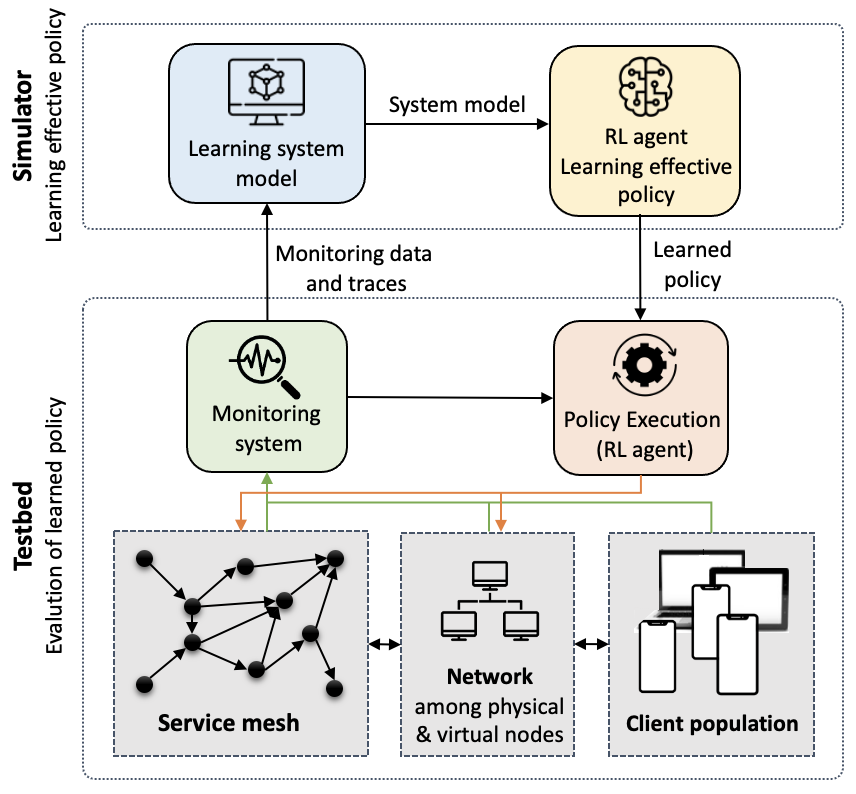 Simulator
Learning effective policy
Learning system
model
System model
RL agent
Learning effective
policy
Monitoring data
and traces
Learned
policy
Testbed
Evalution of learned policy
Monitoring
system
Policy Execution
(RL agent)
Service mesh
Network
among physical
& virtual nodes
Client population